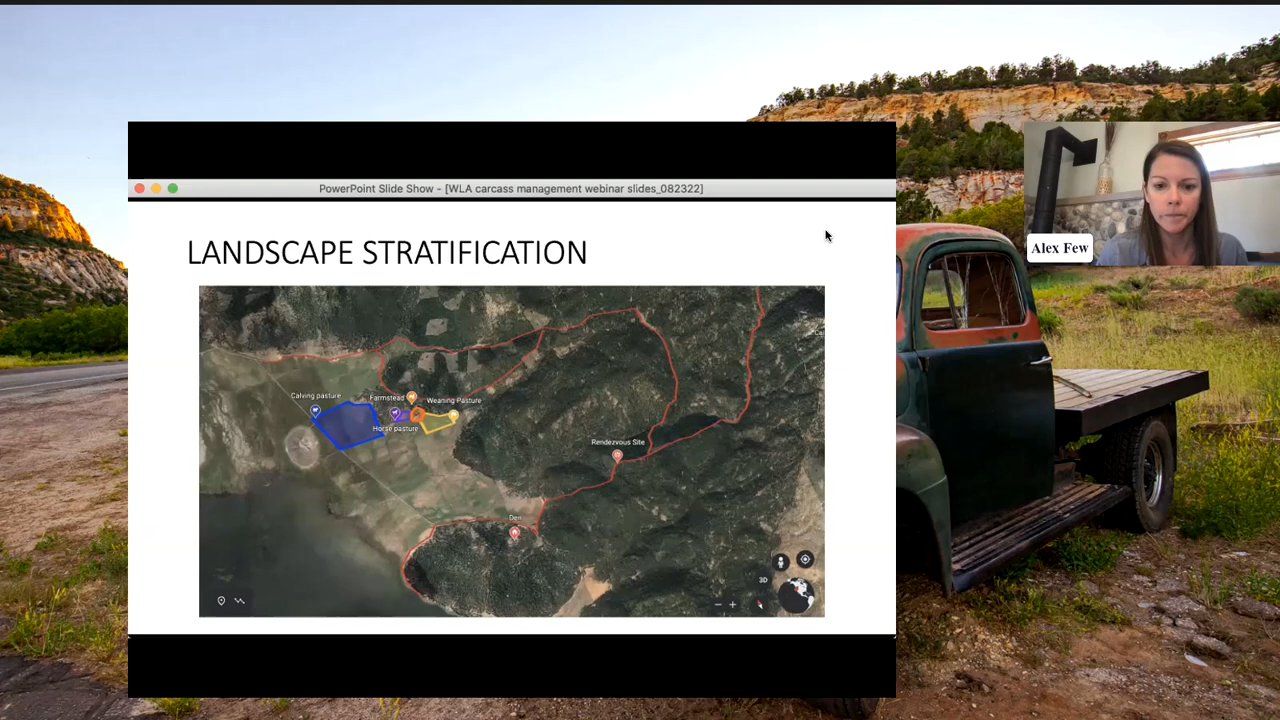 PowerPoint Slide Show - [WLA carcass management webinar slides_082322]
LANDSCAPE STRATIFICATION
Calving pasture
Farmstead
Weaning Pasture
Horse pasture
Rendezvous Site
Den
3D
Alex Few